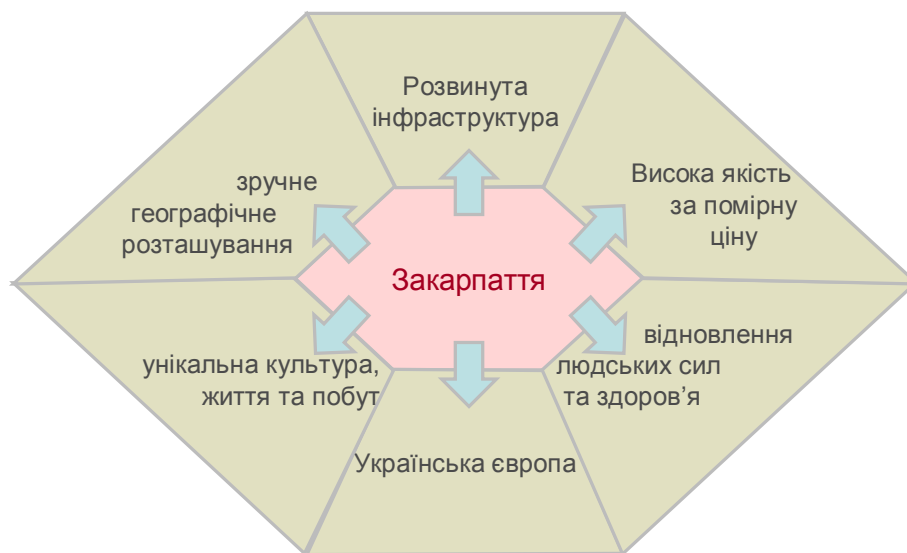 Розвинута
інфраструктура
зручне
географічне
розташування
Висока якість
за помірну
ціну
Закарпаття
унікальна культура,
життя та побут
відновлення
людських сил
та здоров’я
Українська європа